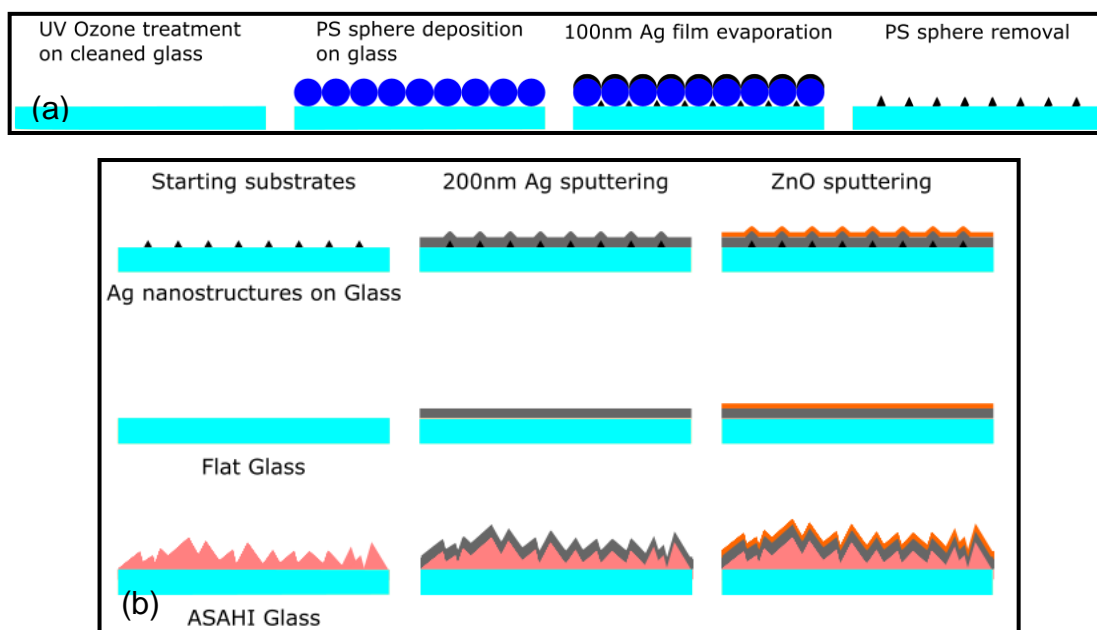 UV Ozone treatment
on cleaned glass
PS sphere deposition
on glass
100nm Ag film evaporation
PS sphere removal
(a)
Starting substrates
200nm Ag sputtering
ZnO sputtering
Ag nanostructures on Glass
Flat Glass
(b)
ASAHI Glass